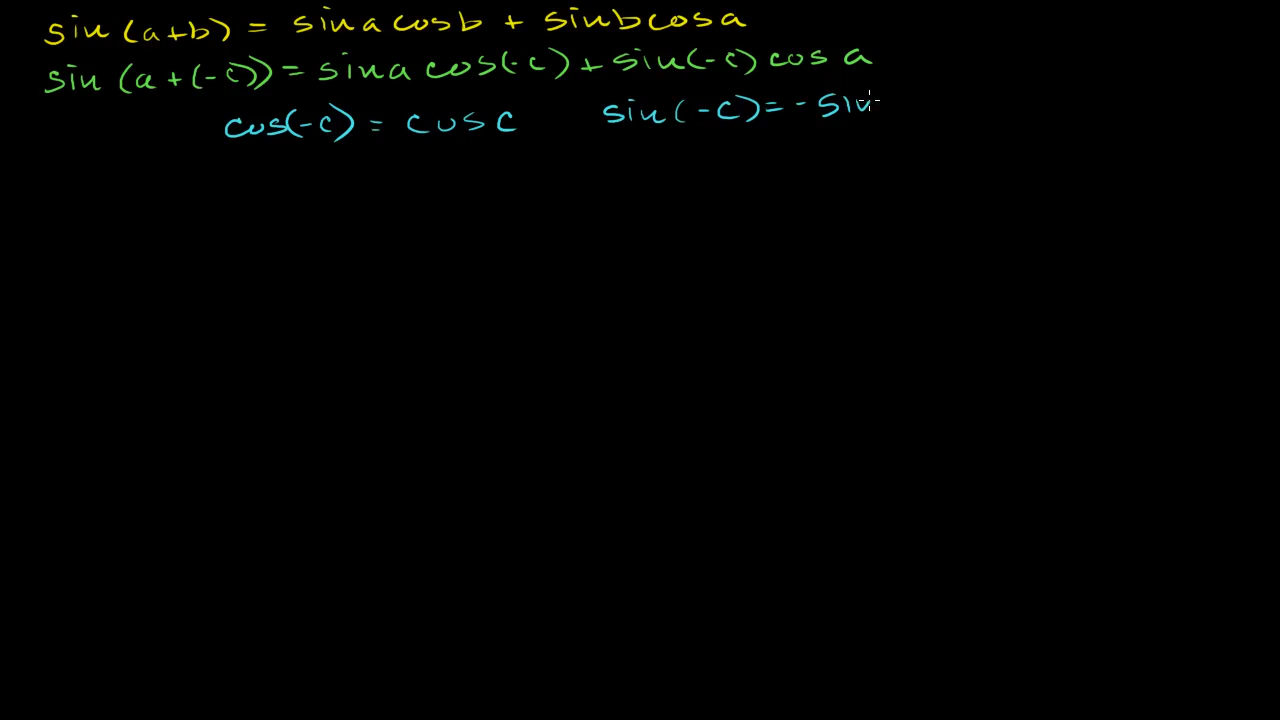 sin (a+b) = sin a cos b + sin b cos a
sin (a + (-c)) = sin a cos(-c) + sin(-c) cos a
cos(-c) = cos c sin(-c) = - sin